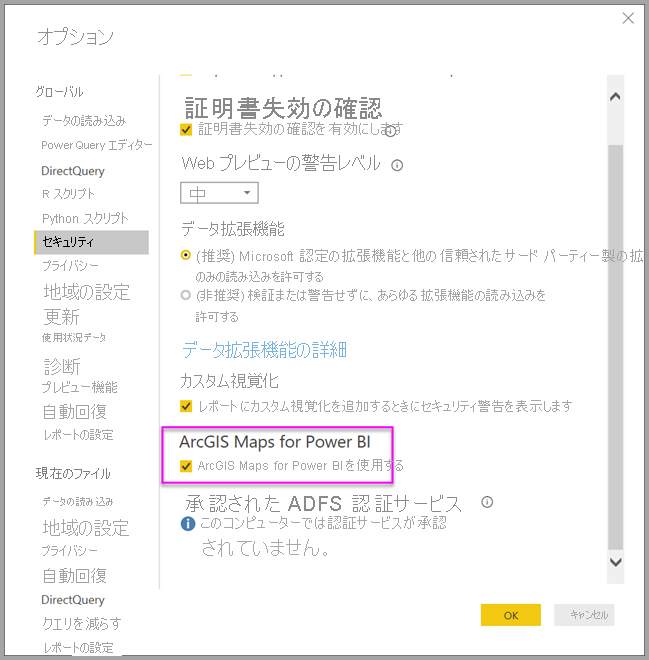 オプション
グローバル
データの読み込み
Power Query エディター
DirectQuery
R スクリプト
Python スクリプト
セキュリティ
プライバシー
地域の設定
更新
使用状況データ
診断
プレビュー機能
自動回復
レポートの設定
現在のファイル
データの読み込み
地域の設定
プライバシー
自動回復
DirectQuery
クエリを減らす
レポートの設定
証明書失効の確認
証明書失効の確認を有効にします
Web プレビューの警告レベル
中
データ拡張機能
(推奨) Microsoft 認定の拡張機能と他の信頼されたサード パーティー製の拡
のみの読み込みを許可する
(非推奨) 検証または警告せずに、あらゆる拡張機能の読み込みを
許可する
データ拡張機能の詳細
カスタム視覚化
レポートにカスタム視覚化を追加するときにセキュリティ警告を表示します
ArcGIS Maps for Power BI
ArcGIS Maps for Power BIを使用する
承認された ADFS 認証サービス
このコンピューターでは認証サービスが承認
されていません。
OK
キャンセル